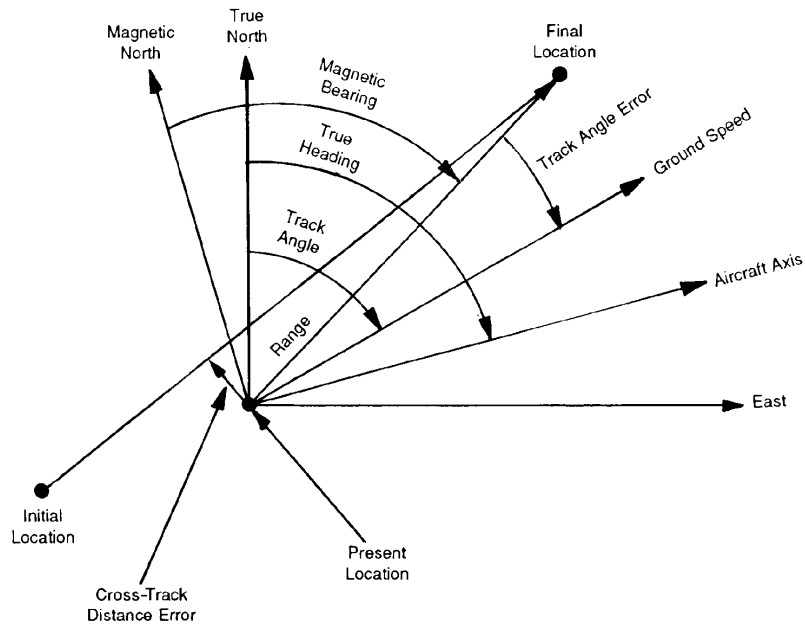 Magnetic
North
True
North
Final
Location
Magnetic
Bearing
True
Heading
Track Angle Error
Ground Speed
Track
Angle
Aircraft Axis
Range
East
Initial
Location
Present
Location
Cross-Track
Distance Error